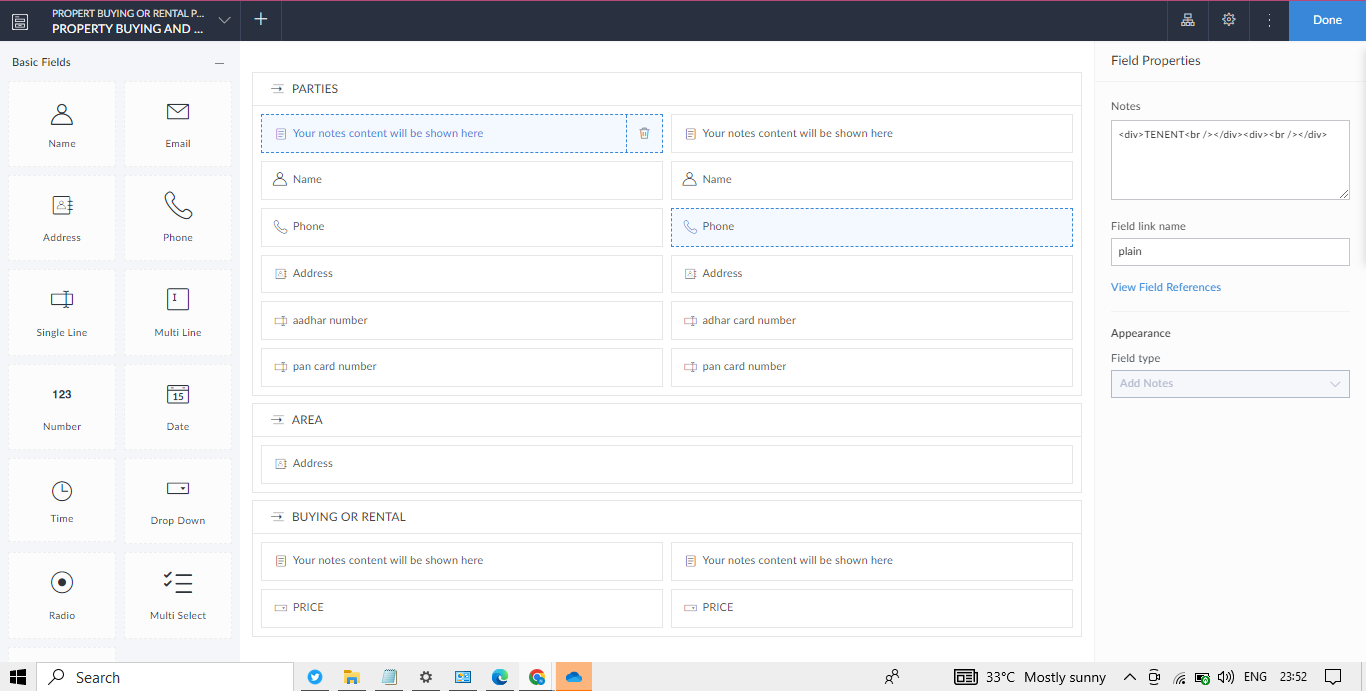 PROPERT BUYING OR RENTAL P...
PROPERTY BUYING AND ...
Done
Basic Fields
Name
Email
Address
Phone
Single Line
Multi Line
123
Number
15
Date
Time
Drop Down
Radio
Multi Select
PARTIES
Your notes content will be shown here
Your notes content will be shown here
Name
Name
Phone
Phone
Address
Address
aadhar number
adhar card number
pan card number
pan card number
AREA
Address
BUYING OR RENTAL
Your notes content will be shown here
Your notes content will be shown here
PRICE
PRICE
Field Properties
Notes
<div>TENENT<br /></div><div><br /></div>
Field link name
plain
View Field References
Appearance
Field type
Add Notes
Search
33°C Mostly sunny
ENG
23:52